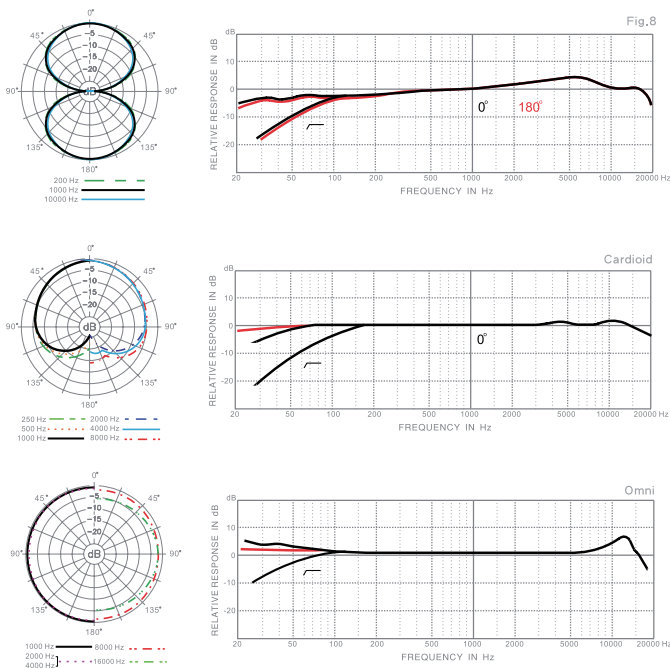 Fig.8
0°
45°
45°
-5
-10
-15
-20
90°
dB
90°
135°
135°
180°
200 Hz
1000 Hz
10000 Hz
RELATIVE RESPONSE IN dB
dB
10
0
-10
-20
0°
180°
20
50
100
200
500
1000
2000
5000
10000
20000 Hz
FREQUENCY IN Hz
Cardioid
0°
45°
45°
-5
-10
-15
-20
90°
dB
90°
135°
135°
180°
250 Hz
500 Hz
1000 Hz
2000 Hz
4000 Hz
8000 Hz
RELATIVE RESPONSE IN dB
dB
10
0
-10
-20
0°
20
50
100
200
500
1000
2000
5000
10000
20000 Hz
FREQUENCY IN Hz
Omni
0°
45°
45°
-5
-10
-15
-20
90°
dB
90°
135°
135°
180°
1000 Hz
2000 Hz
4000 Hz
8000 Hz
16000 Hz
RELATIVE RESPONSE IN dB
dB
10
0
-10
-20
20
50
100
200
500
1000
2000
5000
10000
20000 Hz
FREQUENCY IN Hz